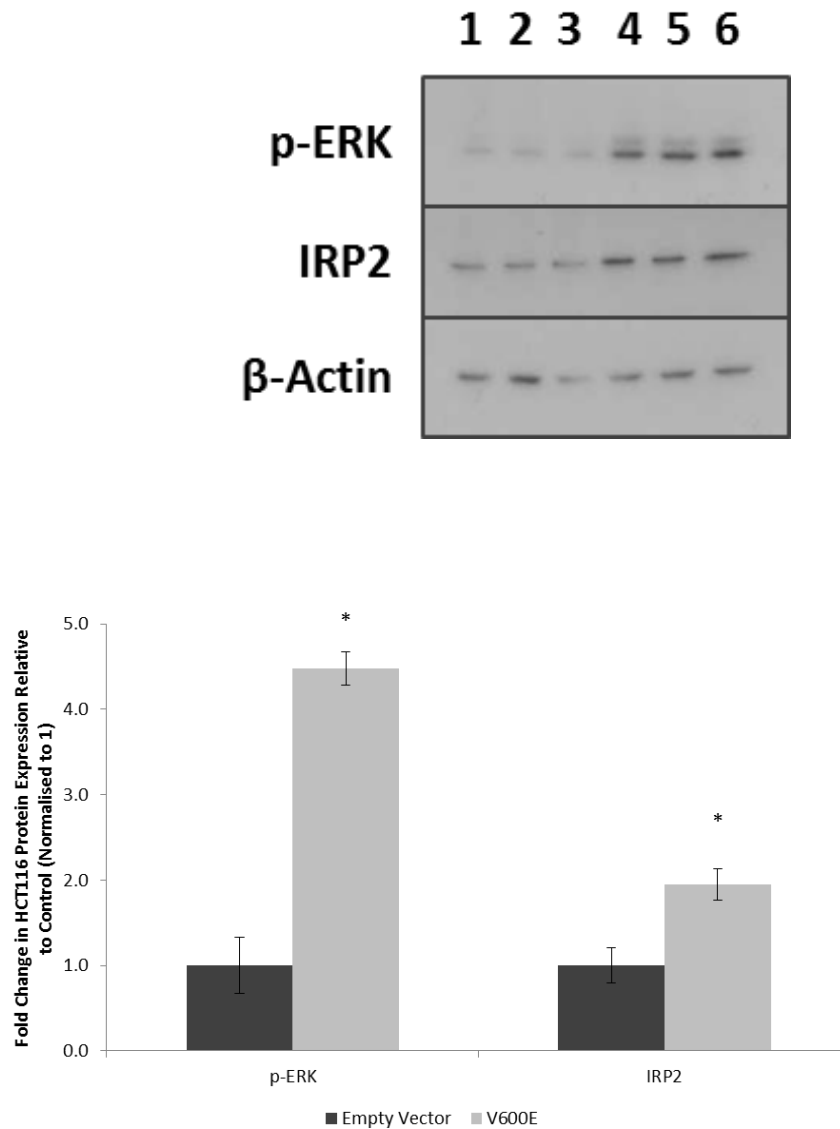 1 2 3 4 5 6
p-ERK
IRP2
β-Actin
Fold Change in HCT116 Protein Expression Relative
to Control (Normalised to 1)
5.0
4.0
3.0
2.0
1.0
0.0
*
*
p-ERK
IRP2
Empty Vector
V600E